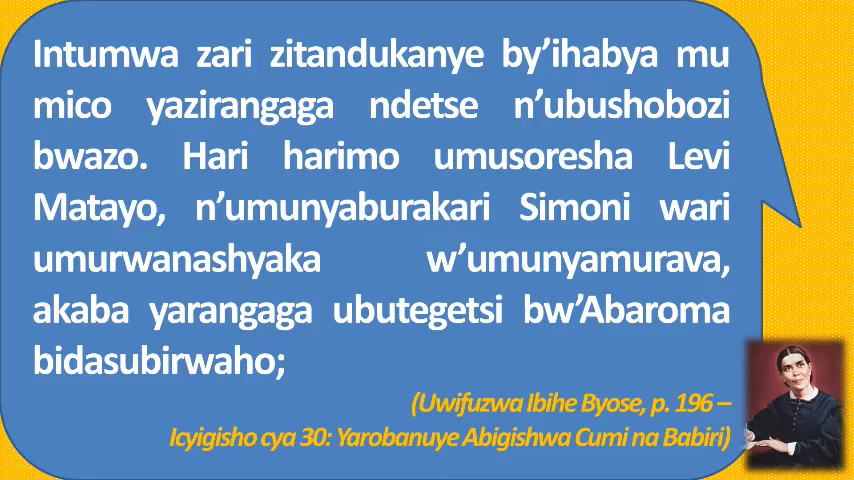 Intumwa zari zitandukanye by’ihabya mu
mico yazirangaga ndetse n’ubushobozi
bwazo. Hari harimo umusoresha Levi
Matayo, n’umunyaburakari Simoni wari
umurwanashyaka w’umunyamurava,
akaba yarangaga ubutegetsi bw’Abaroma
bidasubirwaho;
(Uwifuzwa Ibihe Byose, p. 196 –
Icyigisho cya 30: Yarobanuye Abigishwa Cumi na Babiri)